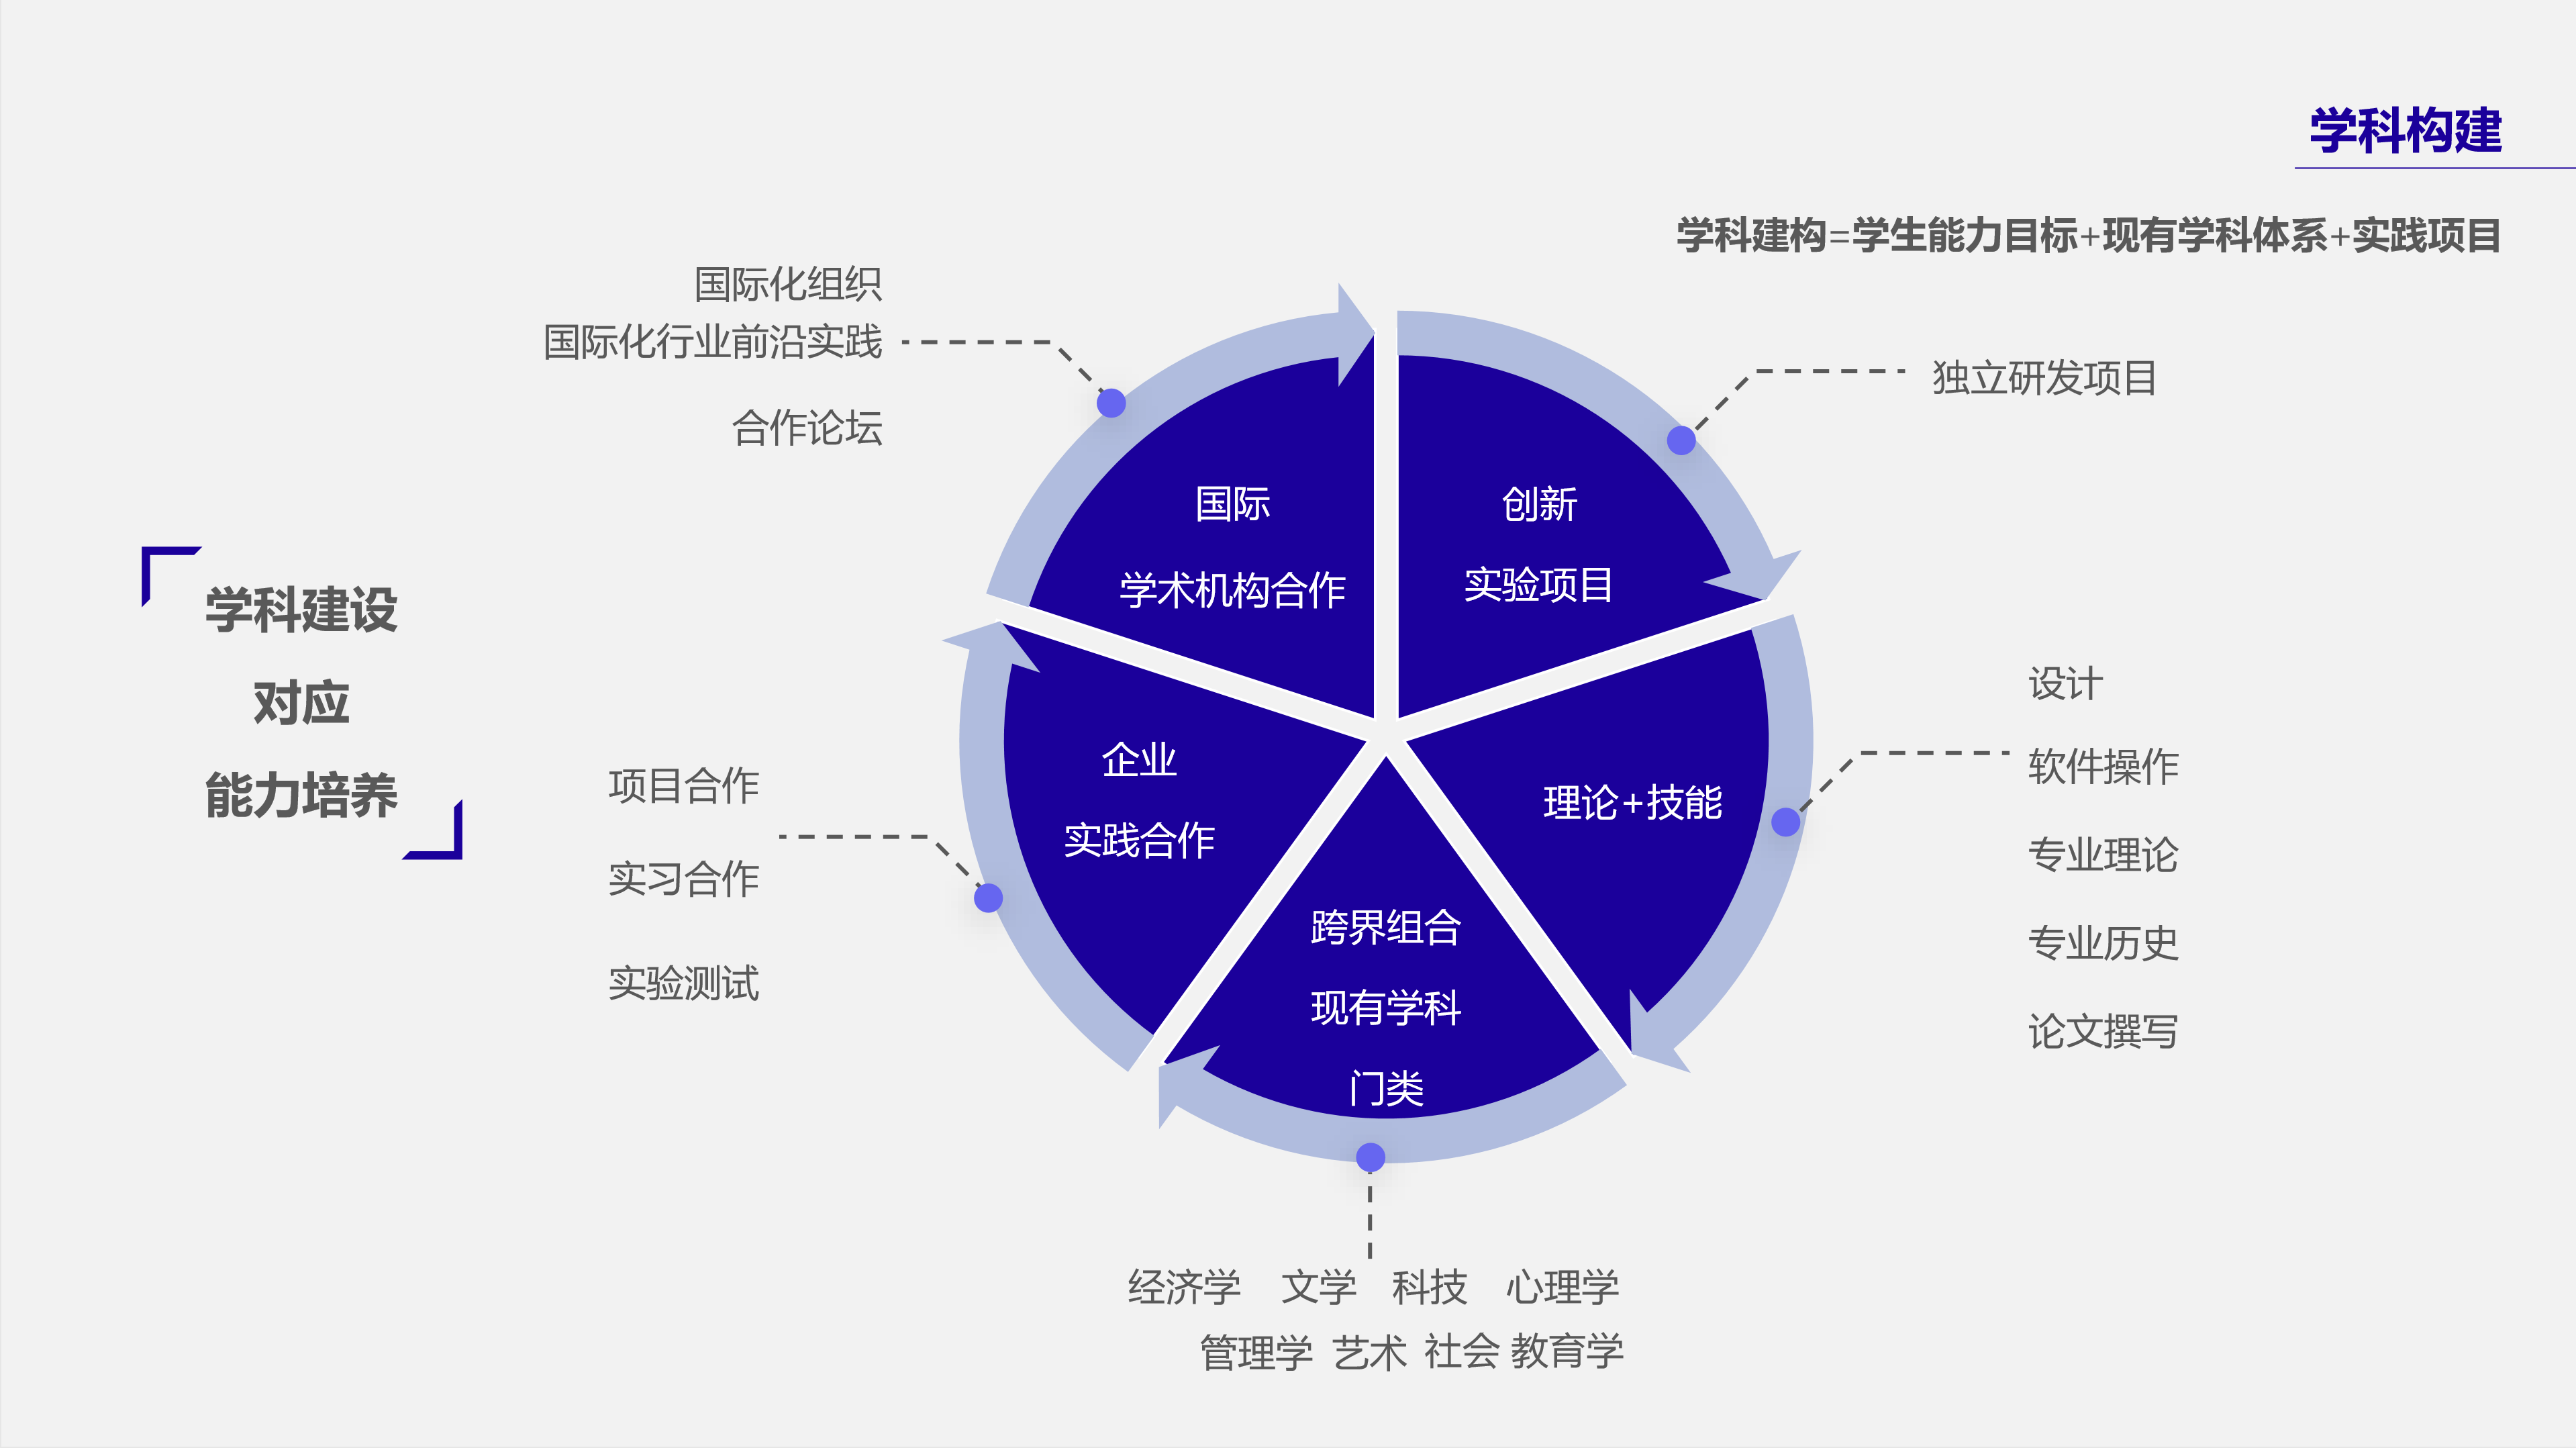 学科构建
学科建构=学生能力目标+现有学科体系+实践项目
国际化组织
国际化行业前沿实践
合作论坛
独立研发项目
国际
学术机构合作
创新
实验项目
学科建设
对应
能力培养
企业
实践合作
理论+技能
跨界组合
现有学科
门类
项目合作
实习合作
实验测试
设计
软件操作
专业理论
专业历史
论文撰写
经济学 文学 科技 心理学
管理学 艺术 社会 教育学